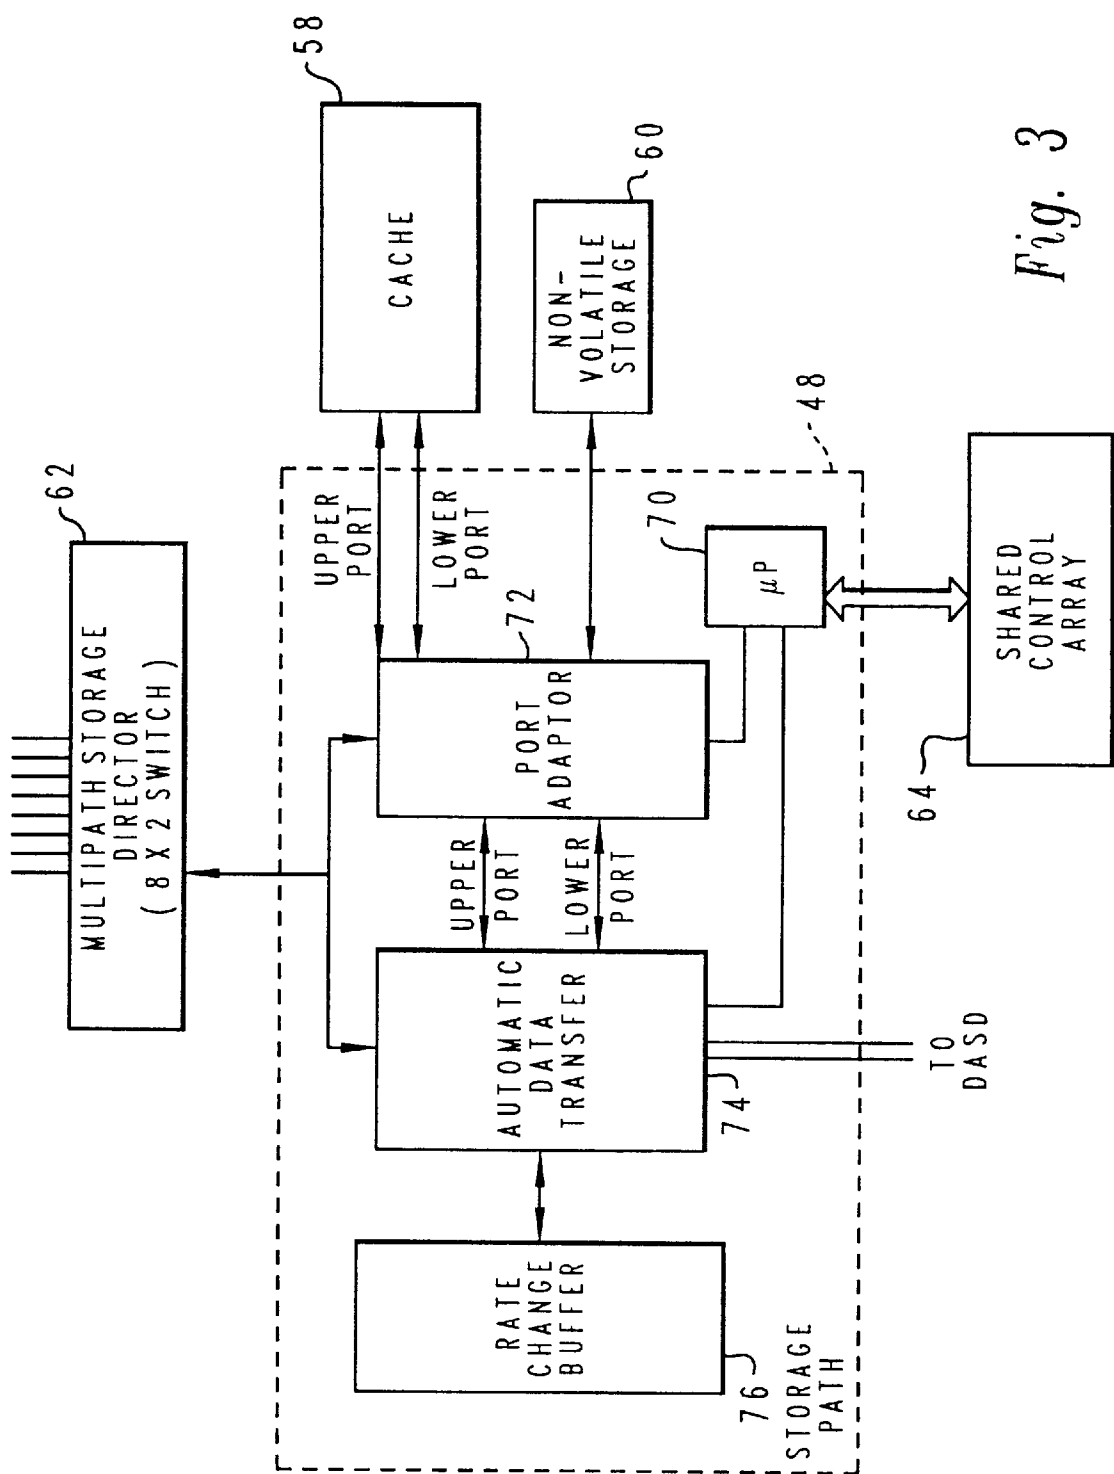 62
MULTIPATH STORAGE
DIRECTOR
( 8 X 2 SWITCH )
58
CACHE
UPPER
PORT
LOWER
PORT
60
NON-
VOLATILE
STORAGE
72
PORT
ADAPTOR
UPPER
PORT
LOWER
PORT
AUTOMATIC
DATA
TRANSFER
74
RATE
CHANGE
BUFFER
76
70
μP
48
STORAGE
PATH
TO
DASD
64
SHARED
CONTROL
ARRAY
Fig. 3